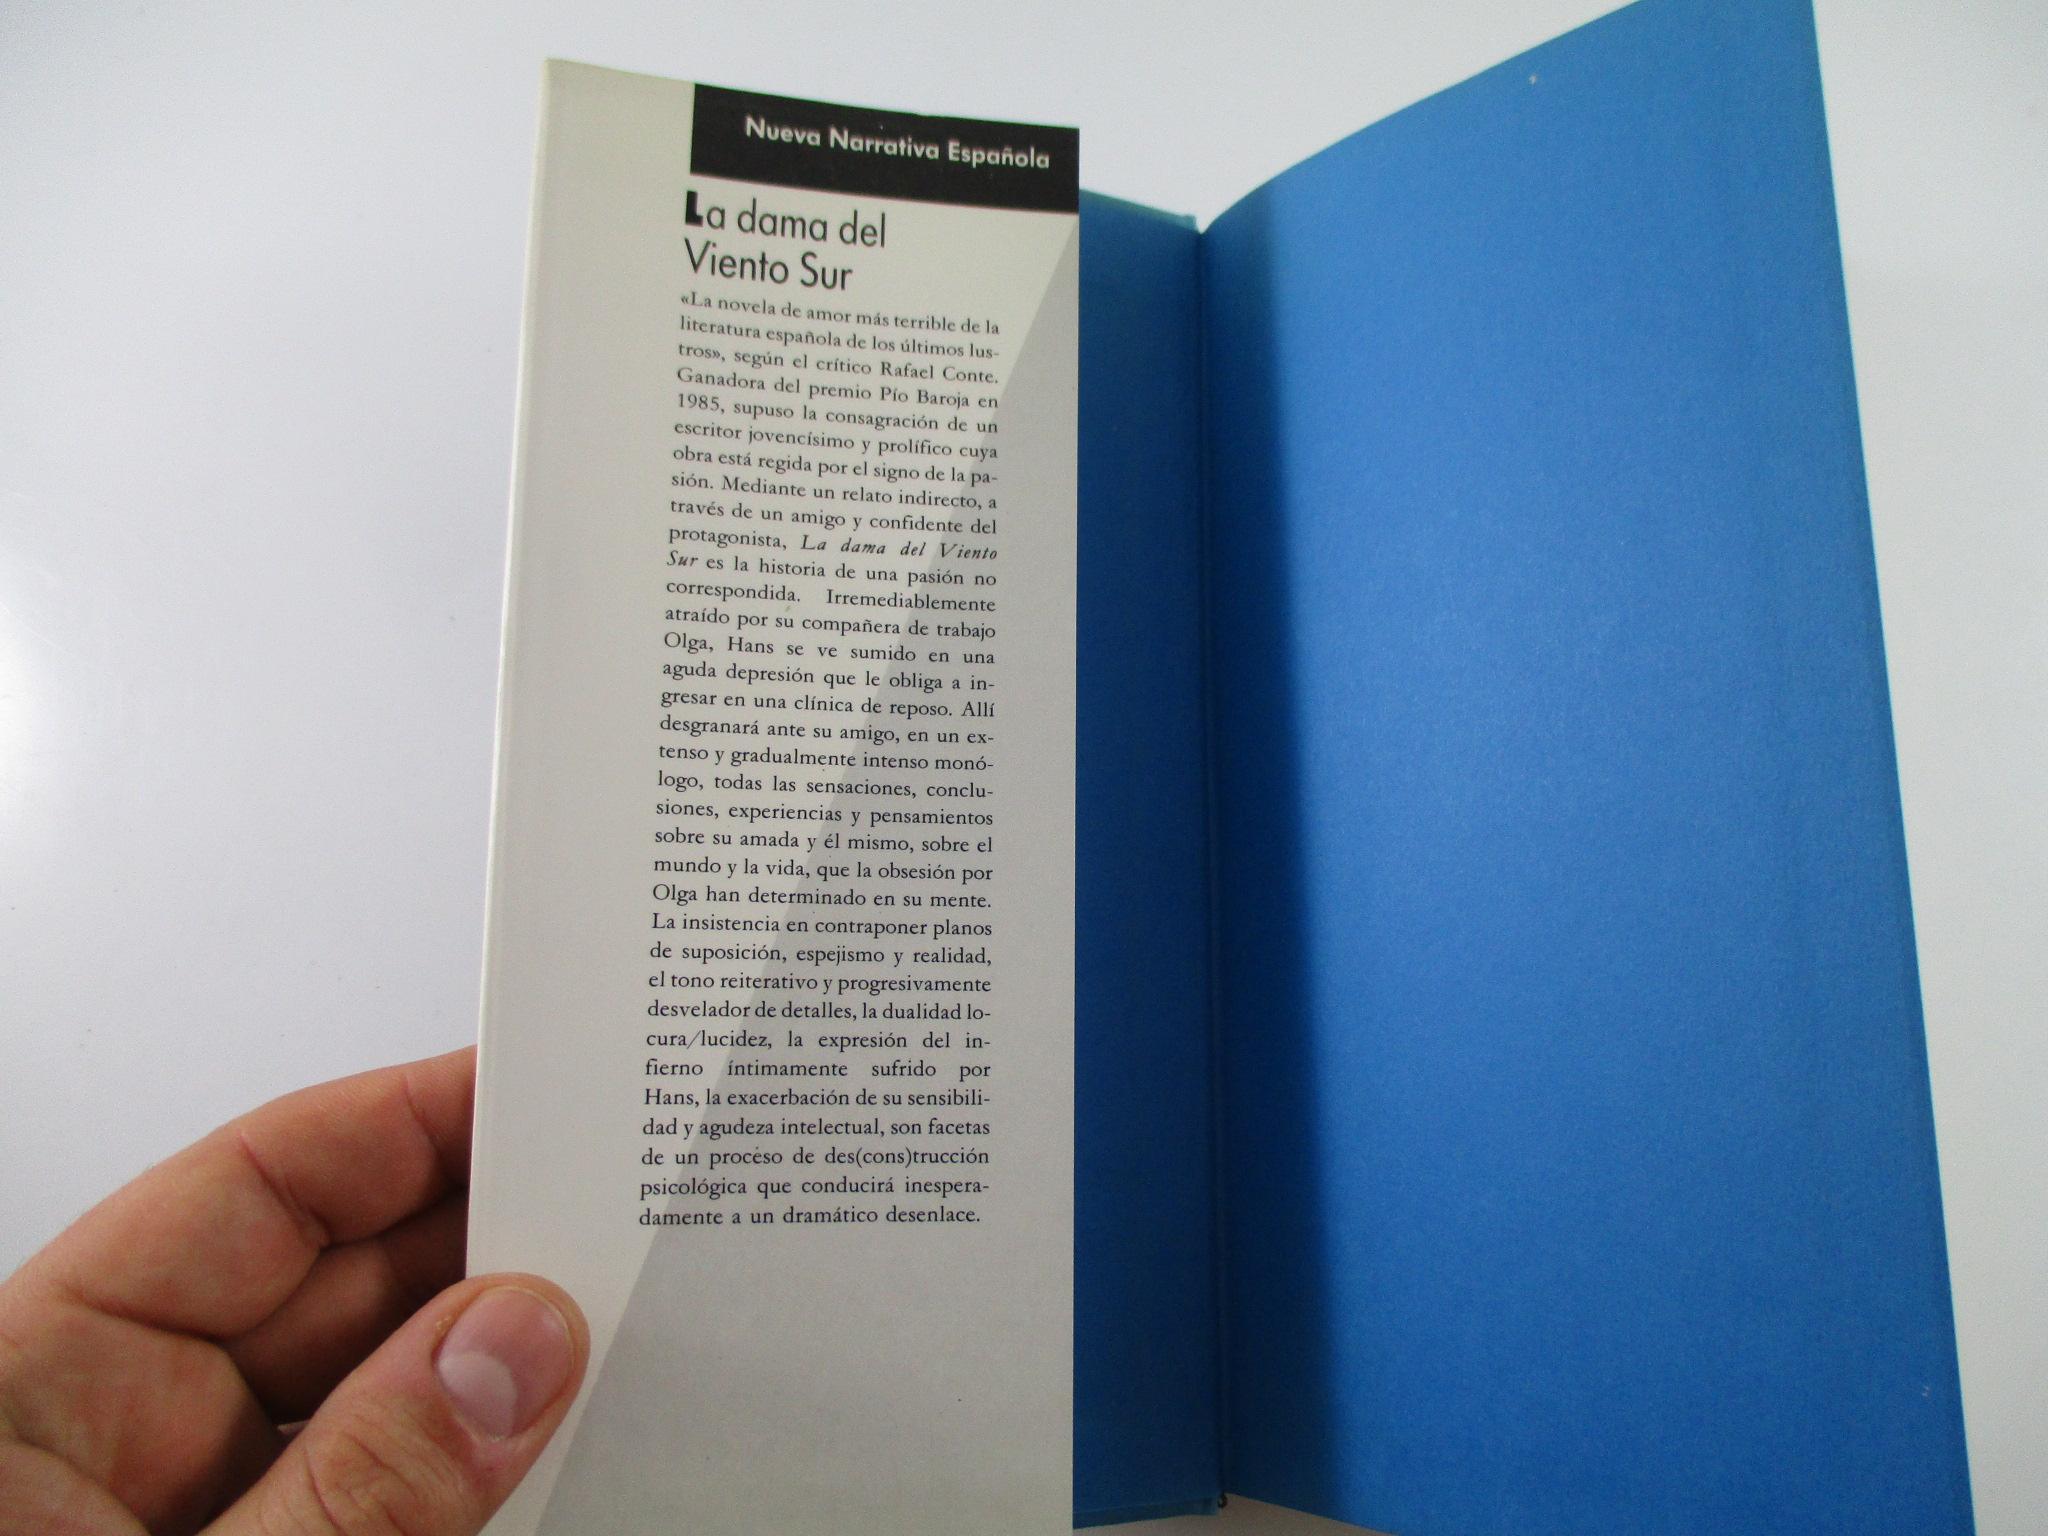 Nueva Narrativa Española
La dama del
Viento Sur
«La novela de amor más terrible de la
literatura española de los últimos lus-
tros», según el crítico Rafael Conte.
Ganadora del premio Pío Baroja en
1985, supuso la consagración de un
escritor jovencísimo y prolífico cuya
obra está regida por el signo de la pa-
sión. Mediante un relato indirecto, a
través de un amigo y confidente del
protagonista, La dama del Viento
Sur es la historia de una pasión no
correspondida. Irremediablemente
atraído por su compañera de trabajo
Olga, Hans se ve sumido en una
aguda depresión que le obliga a in-
gresar en una clínica de reposo. Allí
desgranará ante su amigo, en un ex-
tenso y gradualmente intenso monó-
logo, todas las sensaciones, conclu-
siones, experiencias y pensamientos
sobre su amada y él mismo, sobre el
mundo y la vida, que la obsesión por
Olga han determinado en su mente.
La insistencia en contraponer planos
de suposición, espejismo y realidad,
el tono reiterativo y progresivamente
desvelador de detalles, la dualidad lo-
cura/lucidez, la expresión del in-
fierno íntimamente sufrido por
Hans, la exacerbación de su sensibili-
dad y agudeza intelectual, son facetas
de un proceso de des(cons)trucción
psicológica que conducirá inespera-
damente a un dramático desenlace.